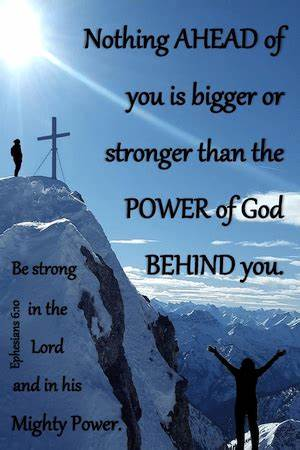 Nothing AHEAD of
you is bigger or
stronger than the
POWER of God
BEHIND you.
Be strong
in the
Lord
and in his
Mighty Power.
Ephesians 6:10